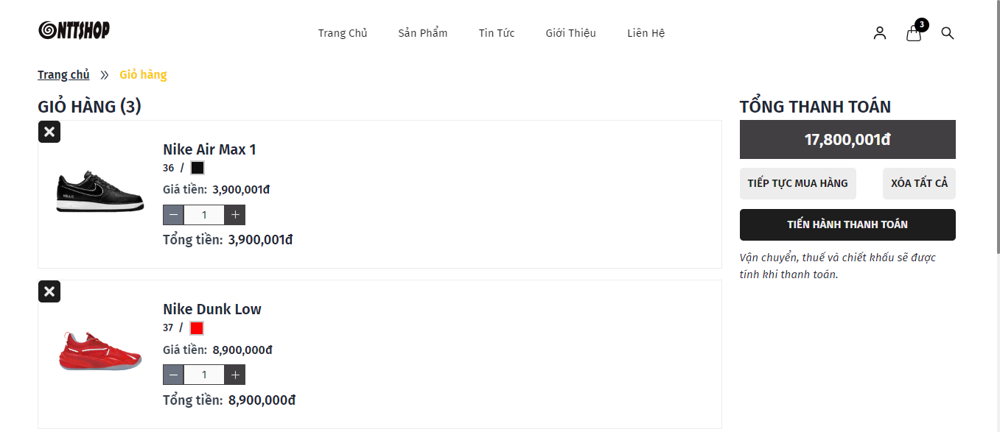 NTTSHOP
Trang Chủ Sản Phẩm Tin Tức Giới Thiệu Liên Hệ
3
Trang chủ » Giỏ hàng
GIỎ HÀNG (3)
Nike Air Max 1
36 /
Giá tiền: 3,900,001đ
− 1 +
Tổng tiền: 3,900,001đ
HELLO
Nike Dunk Low
37 /
Giá tiền: 8,900,000đ
− 1 +
Tổng tiền: 8,900,000đ
TỔNG THANH TOÁN
17,800,001đ
TIẾP TỤC MUA HÀNG XÓA TẤT CẢ
TIẾN HÀNH THANH TOÁN
Vận chuyển, thuế và chiết khấu sẽ được
tính khi thanh toán.